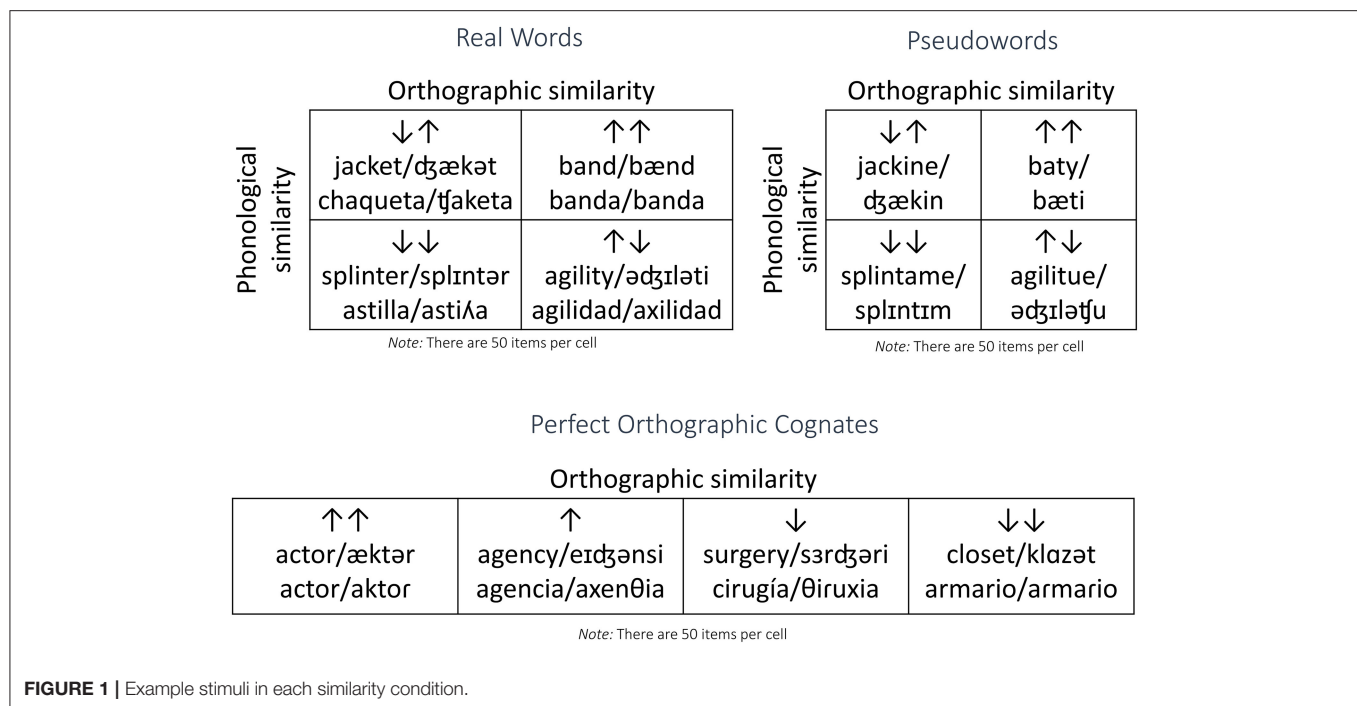 Real Words
Orthographic similarity
Phonological
similarity
↓↑
jacket/ʤækət
chaqueta/ʧaketa
↑↑
band/bænd
banda/banda
↓↓
splinter/splɪntər
astilla/astiʎa
↑↓
agility/əʤɪləti
agilidad/axilidad
Note: There are 50 items per cell
Pseudowords
Orthographic similarity
Phonological
similarity
↓↑
jackine/
ʤækin
↑↑
baty/
bæti
↓↓
splintame/
splɪntɪm
↑↓
agilitue/
əʤɪləʧu
Note: There are 50 items per cell
Perfect Orthographic Cognates
Orthographic similarity
↑↑
actor/æktər
actor/aktoɾ
↑
agency/eɪʤənsi
agencia/axenθia
↓
surgery/sɜrʤəri
cirugía/θiɾuxia
↓↓
closet/klɑzət
armario/aɾmaɾio
Note: There are 50 items per cell
FIGURE 1 | Example stimuli in each similarity condition.